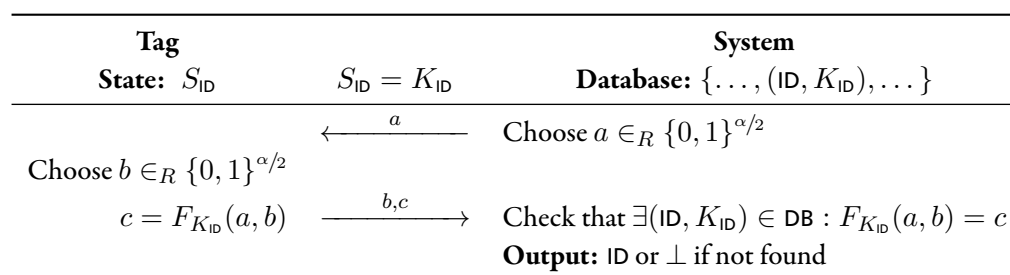 Tag System
State: S_ID S_ID = K_ID Database: {…, (ID, K_ID), …}
a Choose a ∈_R {0, 1}^{α/2}
Choose b ∈_R {0, 1}^{α/2}
c = F_{K_ID}(a, b) b,c Check that ∃(ID, K_ID) ∈ DB : F_{K_ID}(a, b) = c
Output: ID or ⊥ if not found